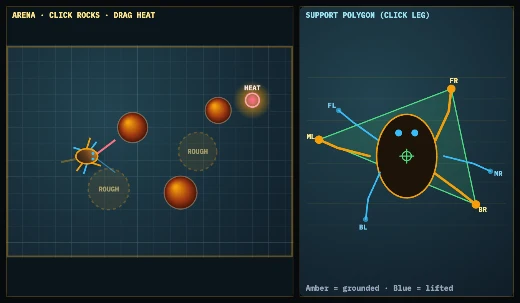 ARENA · CLICK ROCKS · DRAG HEAT
HEAT
ROUGH
ROUGH
SUPPORT POLYGON (CLICK LEG)
FR
FL
ML
MR
BR
BL
Amber = grounded · Blue = lifted